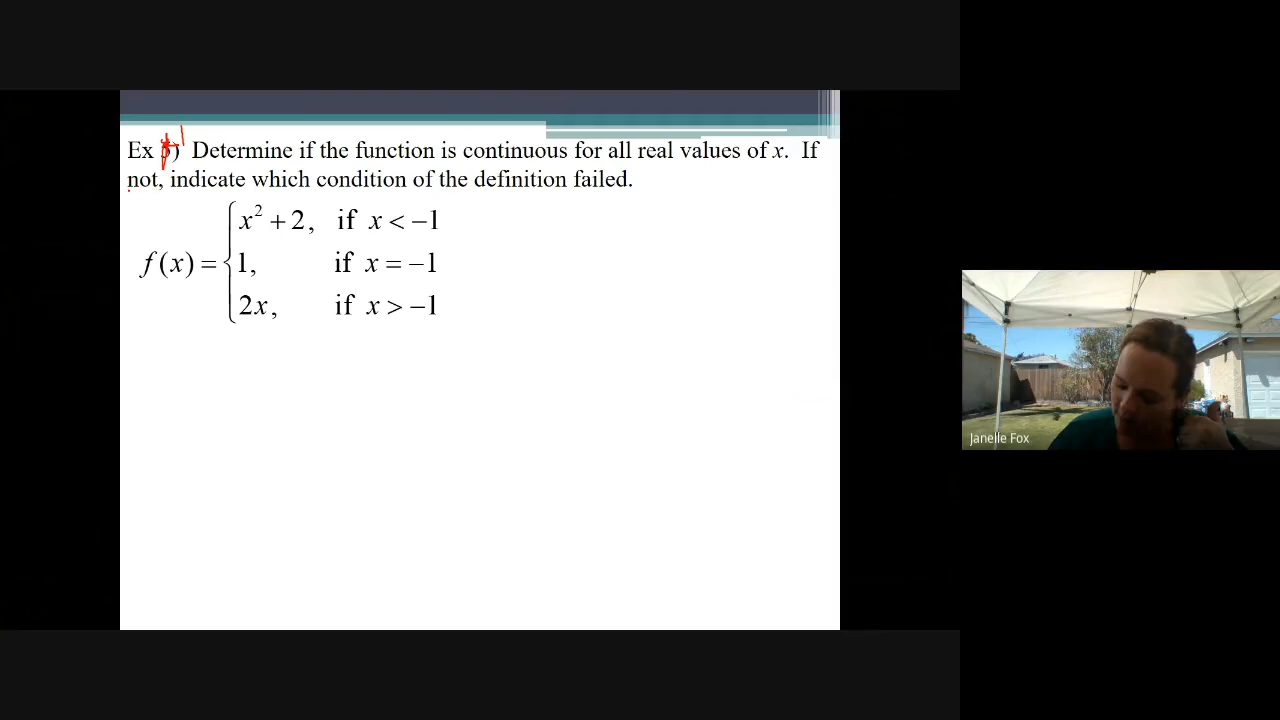 Ex 5) Determine if the function is continuous for all real values of x. If
not, indicate which condition of the definition failed.
f(x) = { x² + 2, if x < −1
1, if x = −1
2x, if x > −1
Janelle Fox